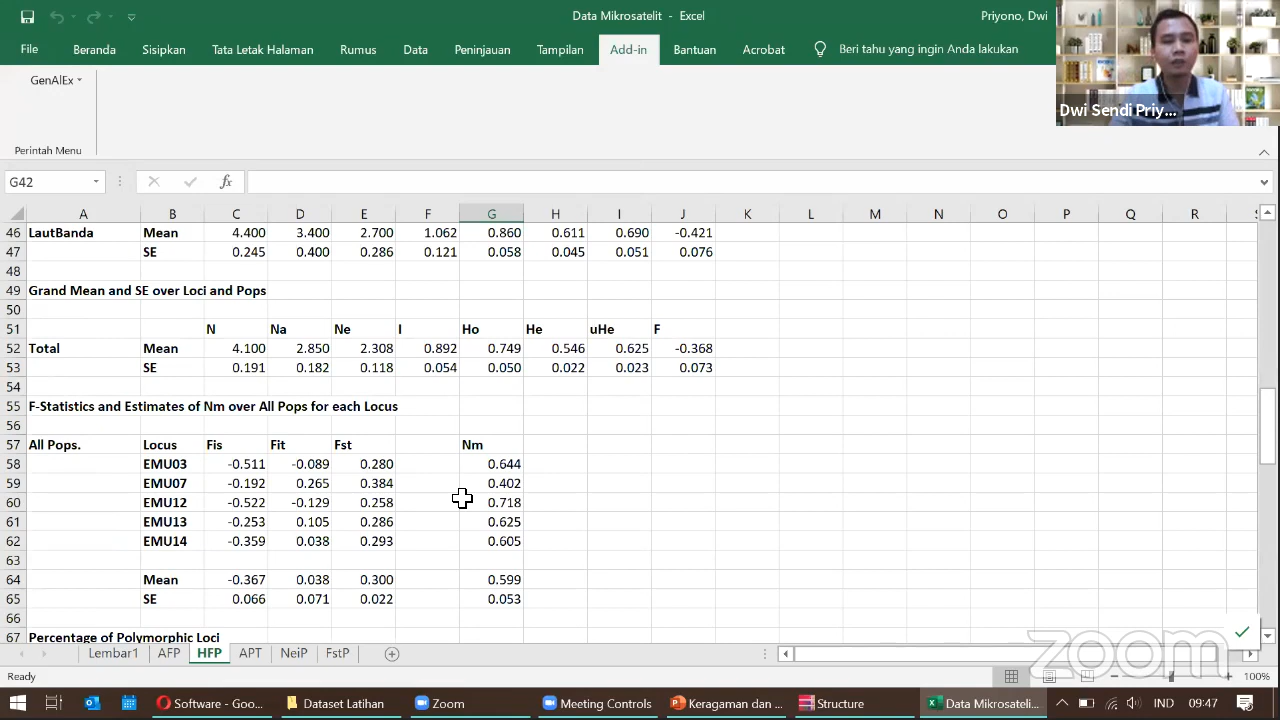 Data Mikrosatelit - Excel
Priyono, Dwi
File Beranda Sisipkan Tata Letak Halaman Rumus Data Peninjauan Tampilan Add-in Bantuan Acrobat Beri tahu yang ingin Anda lakukan
GenAlEx
Dwi Sendi Priy...
Perintah Menu
G42 fx
A B C D E F G H I J K L M N O P Q R S
46 LautBanda Mean 4.400 3.400 2.700 1.062 0.860 0.611 0.690 -0.421
47 SE 0.245 0.400 0.286 0.121 0.058 0.045 0.051 0.076
48
49 Grand Mean and SE over Loci and Pops
50
51 N Na Ne I Ho He uHe F
52 Total Mean 4.100 2.850 2.308 0.892 0.749 0.546 0.625 -0.368
53 SE 0.191 0.182 0.118 0.054 0.050 0.022 0.023 0.073
54
55 F-Statistics and Estimates of Nm over All Pops for each Locus
56
57 All Pops. Locus Fis Fit Fst Nm
58 EMU03 -0.511 -0.089 0.280 0.644
59 EMU07 -0.192 0.265 0.384 0.402
60 EMU12 -0.522 -0.129 0.258 0.718
61 EMU13 -0.253 0.105 0.286 0.625
62 EMU14 -0.359 0.038 0.293 0.605
63
64 Mean -0.367 0.038 0.300 0.599
65 SE 0.066 0.071 0.022 0.053
66
67 Percentage of Polymorphic Loci
Lembar1 AFP HFP APT NeiP FstP
zoom
Ready
100%
Software - Goo... Dataset Latihan Zoom Meeting Controls Keragaman dan ... Structure Data Mikrosateli... IND 09:47